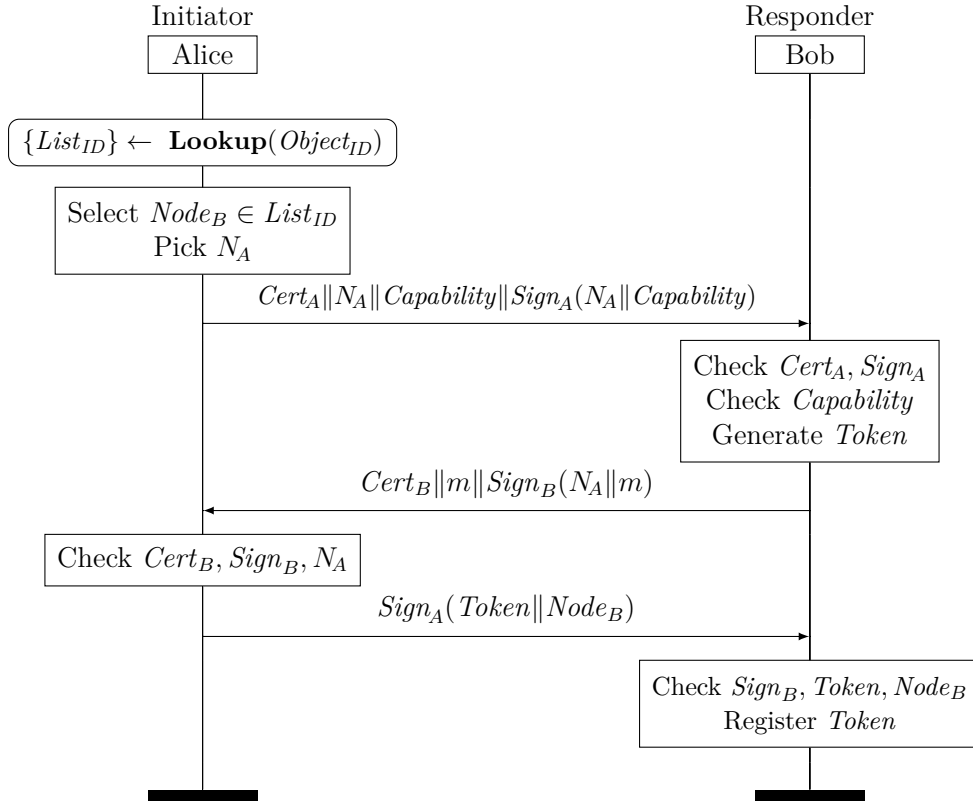 Initiator
Responder
Alice
Bob
{List_ID} ← Lookup(Object_ID)
Select Node_B ∈ List_ID
Pick N_A
Cert_A‖N_A‖Capability‖Sign_A(N_A‖Capability)
Check Cert_A, Sign_A
Check Capability
Generate Token
Cert_B‖m‖Sign_B(N_A‖m)
Check Cert_B, Sign_B, N_A
Sign_A(Token‖Node_B)
Check Sign_B, Token, Node_B
Register Token